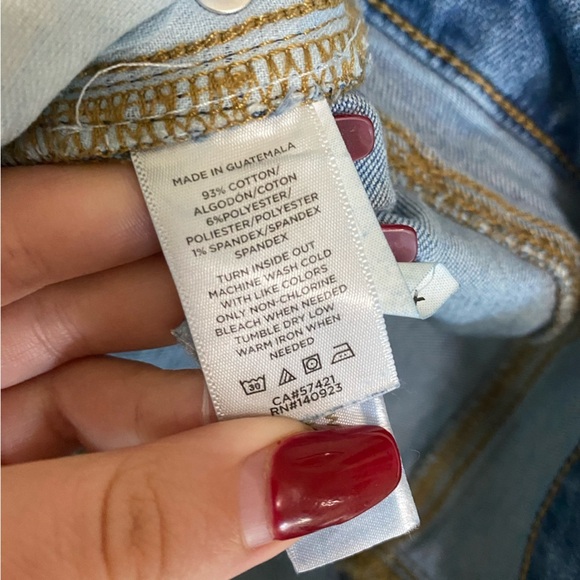 MADE IN GUATEMALA
93% COTTON/
ALGODÓN/COTON
6%POLYESTER/
POLIESTER/POLYESTER
1% SPANDEX/SPANDEX
SPANDEX
TURN INSIDE OUT
MACHINE WASH COLD
WITH LIKE COLORS
ONLY NON-CHLORINE
BLEACH WHEN NEEDED
TUMBLE DRY LOW
WARM IRON WHEN
NEEDED
30
CA#57421
RN#140923